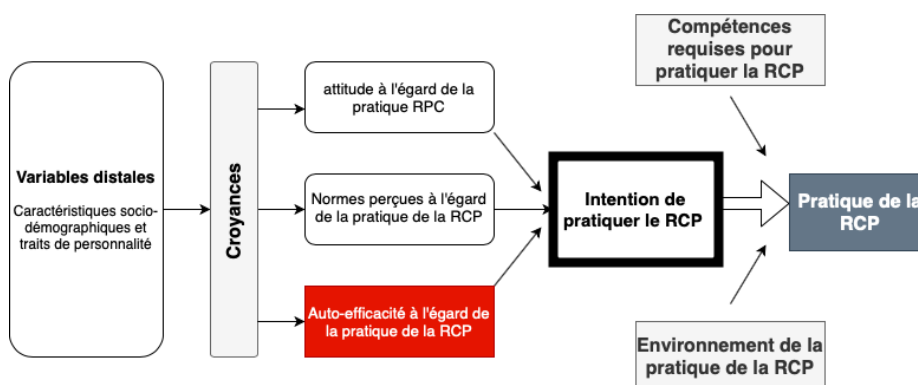 Variables distales
Caractéristiques socio-
démographiques et
traits de personnalité
Croyances
attitude à l'égard de la
pratique RPC
Normes perçues à l'égard
de la pratique de la RCP
Auto-efficacité à l'égard de
la pratique de la RCP
Intention de
pratiquer le RCP
Compétences
requises pour
pratiquer la RCP
Environnement de la
pratique de la RCP
Pratique de la
RCP